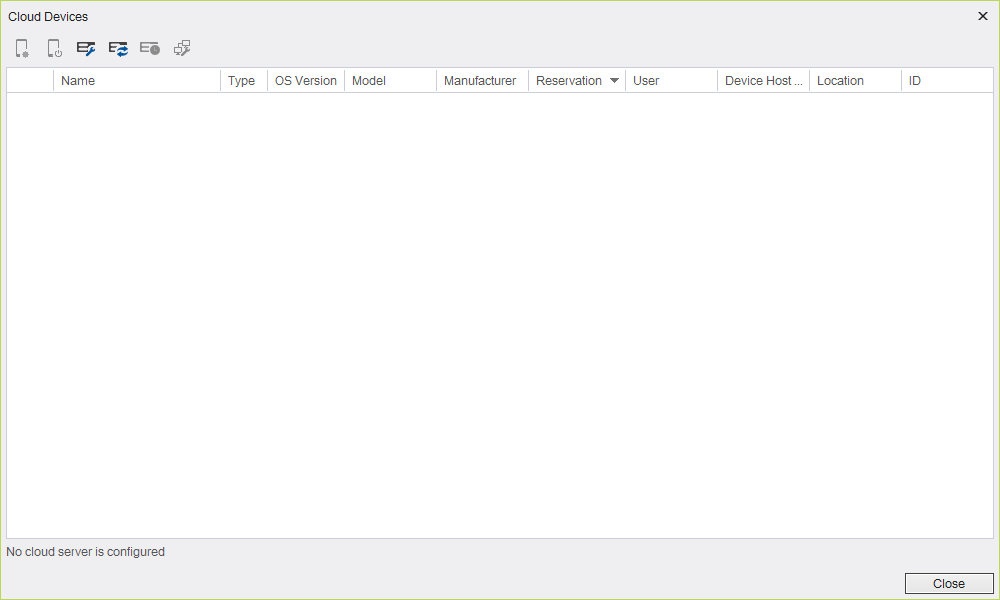 Cloud Devices
Name Type OS Version Model Manufacturer Reservation User Device Host ... Location ID
No cloud server is configured
Close